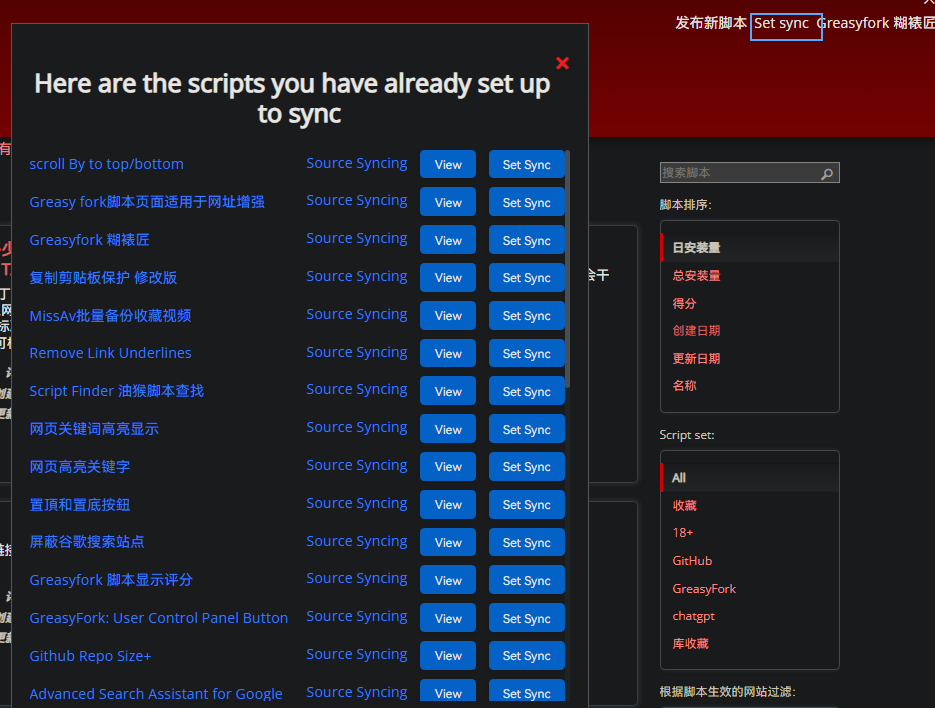 发布新脚本 Set sync Greasyfork 糊裱匠
Here are the scripts you have already set up
to sync
scroll By to top/bottom Source Syncing View Set Sync
Greasy fork脚本页面适用于网址增强 Source Syncing View Set Sync
Greasyfork 糊裱匠 Source Syncing View Set Sync
复制剪贴板保护 修改版 Source Syncing View Set Sync
MissAv批量备份收藏视频 Source Syncing View Set Sync
Remove Link Underlines Source Syncing View Set Sync
Script Finder 油猴脚本查找 Source Syncing View Set Sync
网页关键词高亮显示 Source Syncing View Set Sync
网页高亮关键字 Source Syncing View Set Sync
置頂和置底按鈕 Source Syncing View Set Sync
屏蔽谷歌搜索站点 Source Syncing View Set Sync
Greasyfork 脚本显示评分 Source Syncing View Set Sync
GreasyFork: User Control Panel Button Source Syncing View Set Sync
Github Repo Size+ Source Syncing View Set Sync
Advanced Search Assistant for Google Source Syncing View Set Sync
搜索脚本
脚本排序:
日安装量
总安装量
得分
创建日期
更新日期
名称
Script set:
All
收藏
18+
GitHub
GreasyFork
chatgpt
库收藏
根据脚本生效的网站过滤: